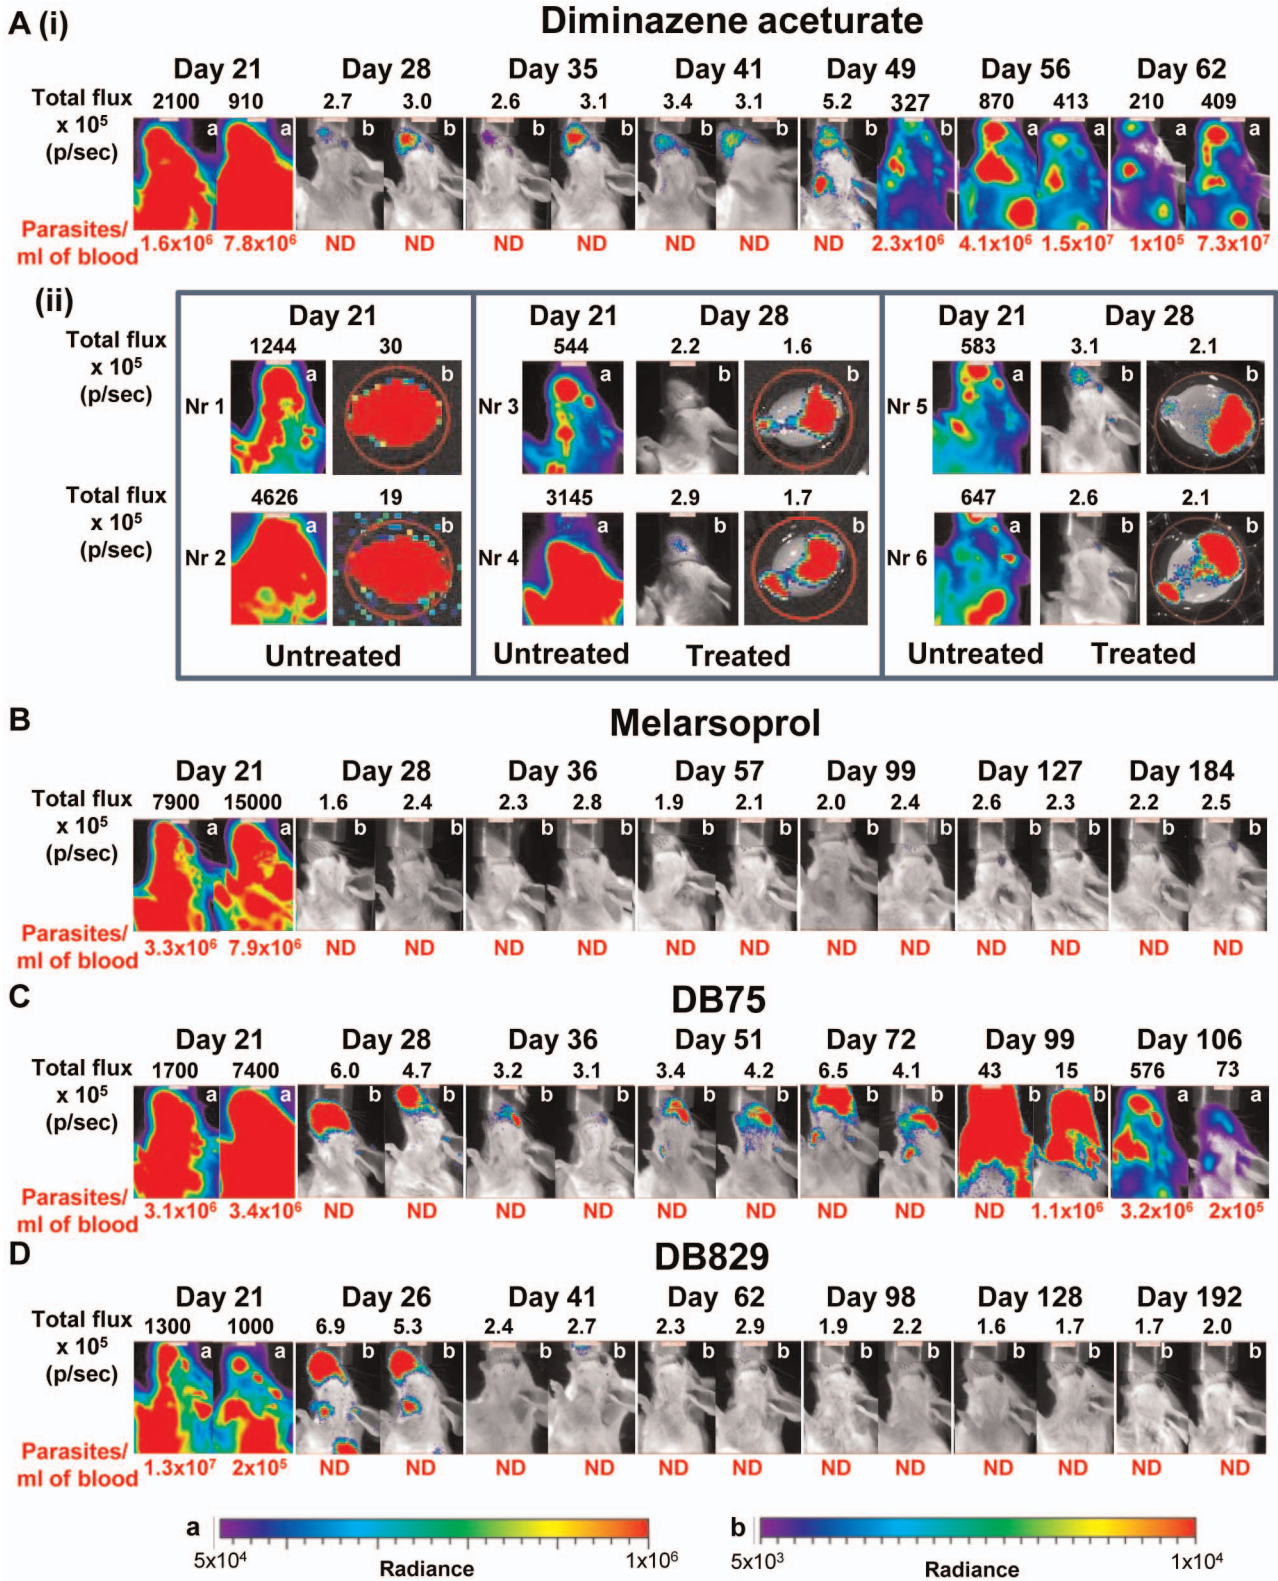 A (i)
Diminazene aceturate
Day 21 Day 28 Day 35 Day 41 Day 49 Day 56 Day 62
Total flux
x 10⁵
(p/sec)
2100 910 2.7 3.0 2.6 3.1 3.4 3.1 5.2 327 870 413 210 409
a a b b b b b b b b a a a a
Parasites/
ml of blood
1.6x10⁶ 7.8x10⁶ ND ND ND ND ND ND ND 2.3x10⁶ 4.1x10⁶ 1.5x10⁷ 1x10⁵ 7.3x10⁷
(ii)
Day 21 Day 21 Day 28 Day 21 Day 28
Total flux
x 10⁵
(p/sec)
1244 30 544 2.2 1.6 583 3.1 2.1
a b a b b a b b
Nr 1 Nr 3 Nr 5
Total flux
x 10⁵
(p/sec)
4626 19 3145 2.9 1.7 647 2.6 2.1
a b a b b a b b
Nr 2 Nr 4 Nr 6
Untreated Untreated Treated Untreated Treated
B
Melarsoprol
Day 21 Day 28 Day 36 Day 57 Day 99 Day 127 Day 184
Total flux
x 10⁵
(p/sec)
7900 15000 1.6 2.4 2.3 2.8 1.9 2.1 2.0 2.4 2.6 2.3 2.2 2.5
a a b b b b b b b b b b b b
Parasites/
ml of blood
3.3x10⁶ 7.9x10⁶ ND ND ND ND ND ND ND ND ND ND ND ND
C
DB75
Day 21 Day 28 Day 36 Day 51 Day 72 Day 99 Day 106
Total flux
x 10⁵
(p/sec)
1700 7400 6.0 4.7 3.2 3.1 3.4 4.2 6.5 4.1 43 15 576 73
a a b b b b b b b b b b a a
Parasites/
ml of blood
3.1x10⁶ 3.4x10⁶ ND ND ND ND ND ND ND ND ND 1.1x10⁶ 3.2x10⁶ 2x10⁵
D
DB829
Day 21 Day 26 Day 41 Day 62 Day 98 Day 128 Day 192
Total flux
x 10⁵
(p/sec)
1300 1000 6.9 5.3 2.4 2.7 2.3 2.9 1.9 2.2 1.6 1.7 1.7 2.0
a a b b b b b b b b b b b b
Parasites/
ml of blood
1.3x10⁷ 2x10⁵ ND ND ND ND ND ND ND ND ND ND ND ND
a b
5x10⁴ Radiance 1x10⁶ 5x10³ Radiance 1x10⁴